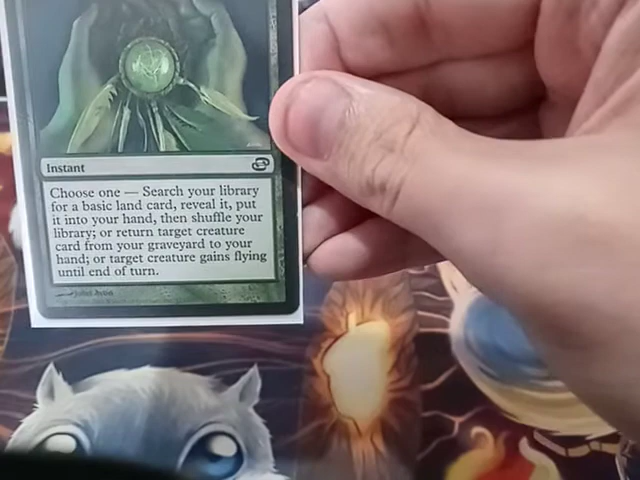 Instant
Choose one — Search your library
for a basic land card, reveal it, put
it into your hand, then shuffle your
library; or return target creature
card from your graveyard to your
hand; or target creature gains flying
until end of turn.
John Avon